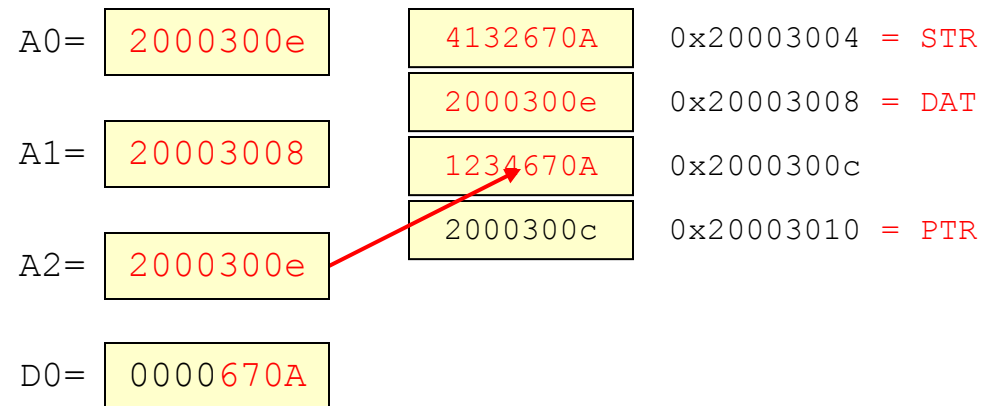 A0= 2000300e
A1= 20003008
A2= 2000300e
D0= 0000670A
4132670A 0x20003004 = STR
2000300e 0x20003008 = DAT
1234670A 0x2000300c
2000300c 0x20003010 = PTR